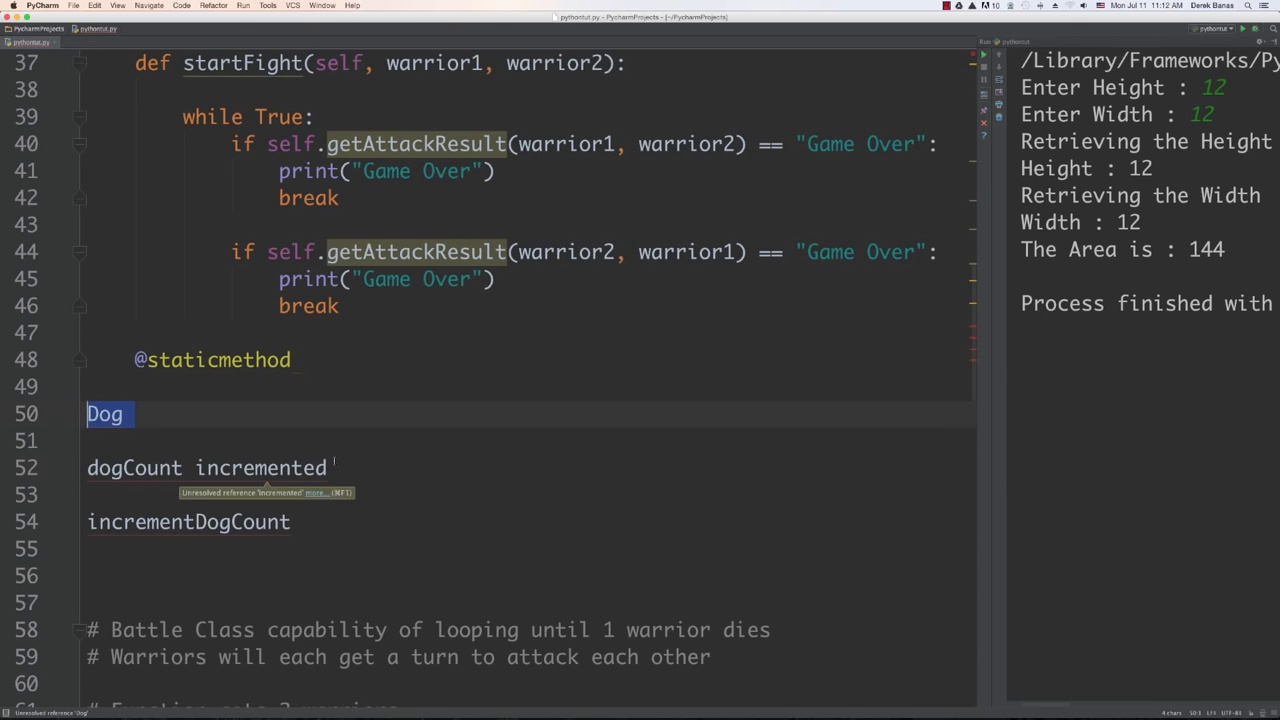 PyCharm File Edit View Navigate Code Refactor Run Tools VCS Window Help 10 Mon Jul 11 11:12 AM Derek Banas
pythontut.py - PycharmProjects - [~/PycharmProjects]
PycharmProjects pythontut.py pythontut
pythontut.py Run: pythontut
37 def startFight(self, warrior1, warrior2):
38
39 while True:
40 if self.getAttackResult(warrior1, warrior2) == "Game Over":
41 print("Game Over")
42 break
43
44 if self.getAttackResult(warrior2, warrior1) == "Game Over":
45 print("Game Over")
46 break
47
48 @staticmethod
49
50 Dog
51
52 dogCount incremented
53 Unresolved reference 'incremented' more... (⌘F1)
54 incrementDogCount
55
56
57
58 # Battle Class capability of looping until 1 warrior dies
59 # Warriors will each get a turn to attack each other
60
61
/Library/Frameworks/Py
Enter Height : 12
Enter Width : 12
Retrieving the Height
Height : 12
Retrieving the Width
Width : 12
The Area is : 144
Process finished with
Unresolved reference 'Dog' 4 chars 50:1 LF÷ UTF-8÷